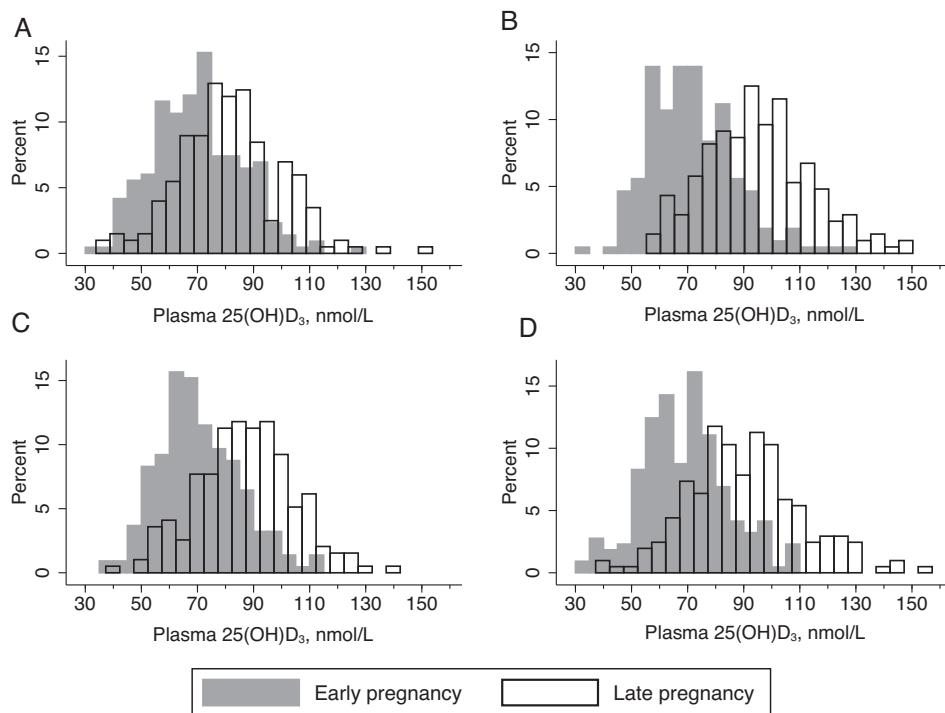 A
15
10
5
0
Percent
30 50 70 90 110 130 150
Plasma 25(OH)D₃, nmol/L
B
15
10
5
0
Percent
30 50 70 90 110 130 150
Plasma 25(OH)D₃, nmol/L
C
15
10
5
0
Percent
30 50 70 90 110 130 150
Plasma 25(OH)D₃, nmol/L
D
15
10
5
0
Percent
30 50 70 90 110 130 150
Plasma 25(OH)D₃, nmol/L
Early pregnancy Late pregnancy